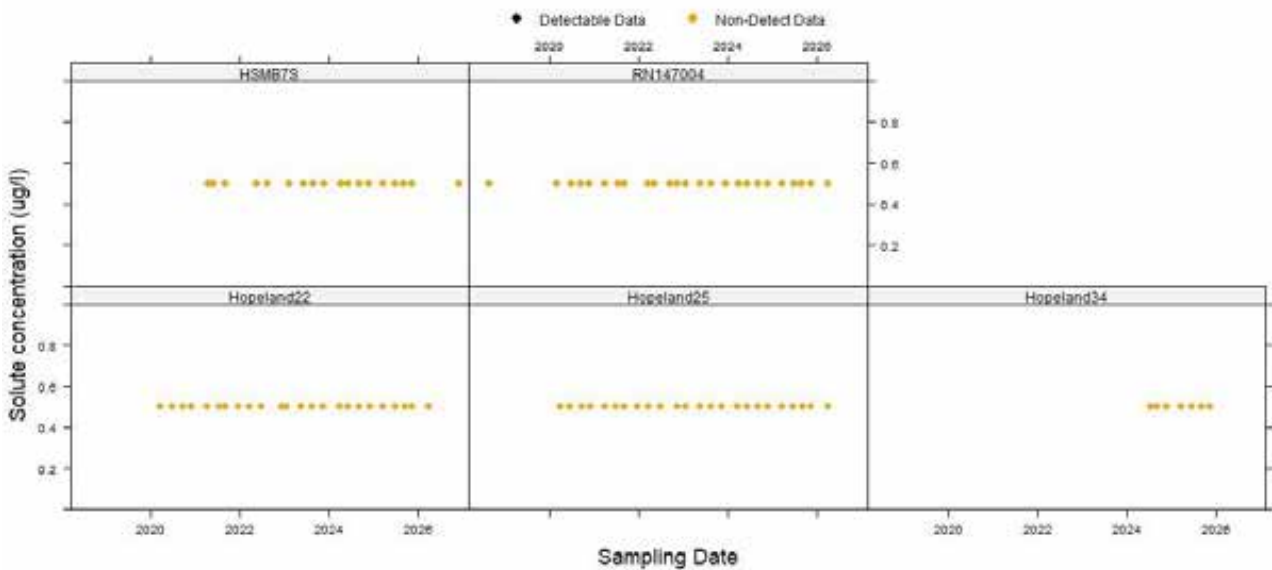 Detectable Data Non-Detect Data
2020 2022 2024 2026
HSMB73 RN147004
0.8
0.6
0.4
0.2
Solute concentration (ug/l)
Hopeland22 Hopeland25 Hopeland34
0.8
0.6
0.4
0.2
2020 2022 2024 2026 2020 2022 2024 2026
Sampling Date